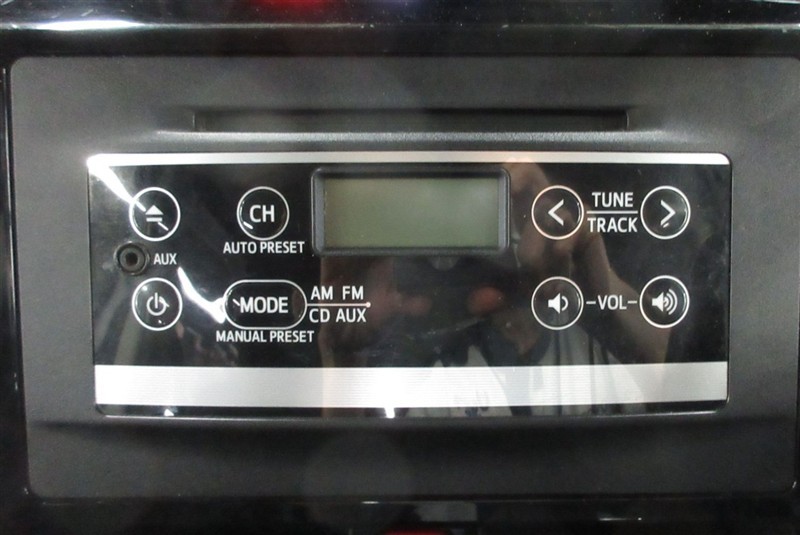 CH
AUTO PRESET
TUNE
TRACK
AUX
MODE
AM FM
CD AUX
MANUAL PRESET
-VOL-